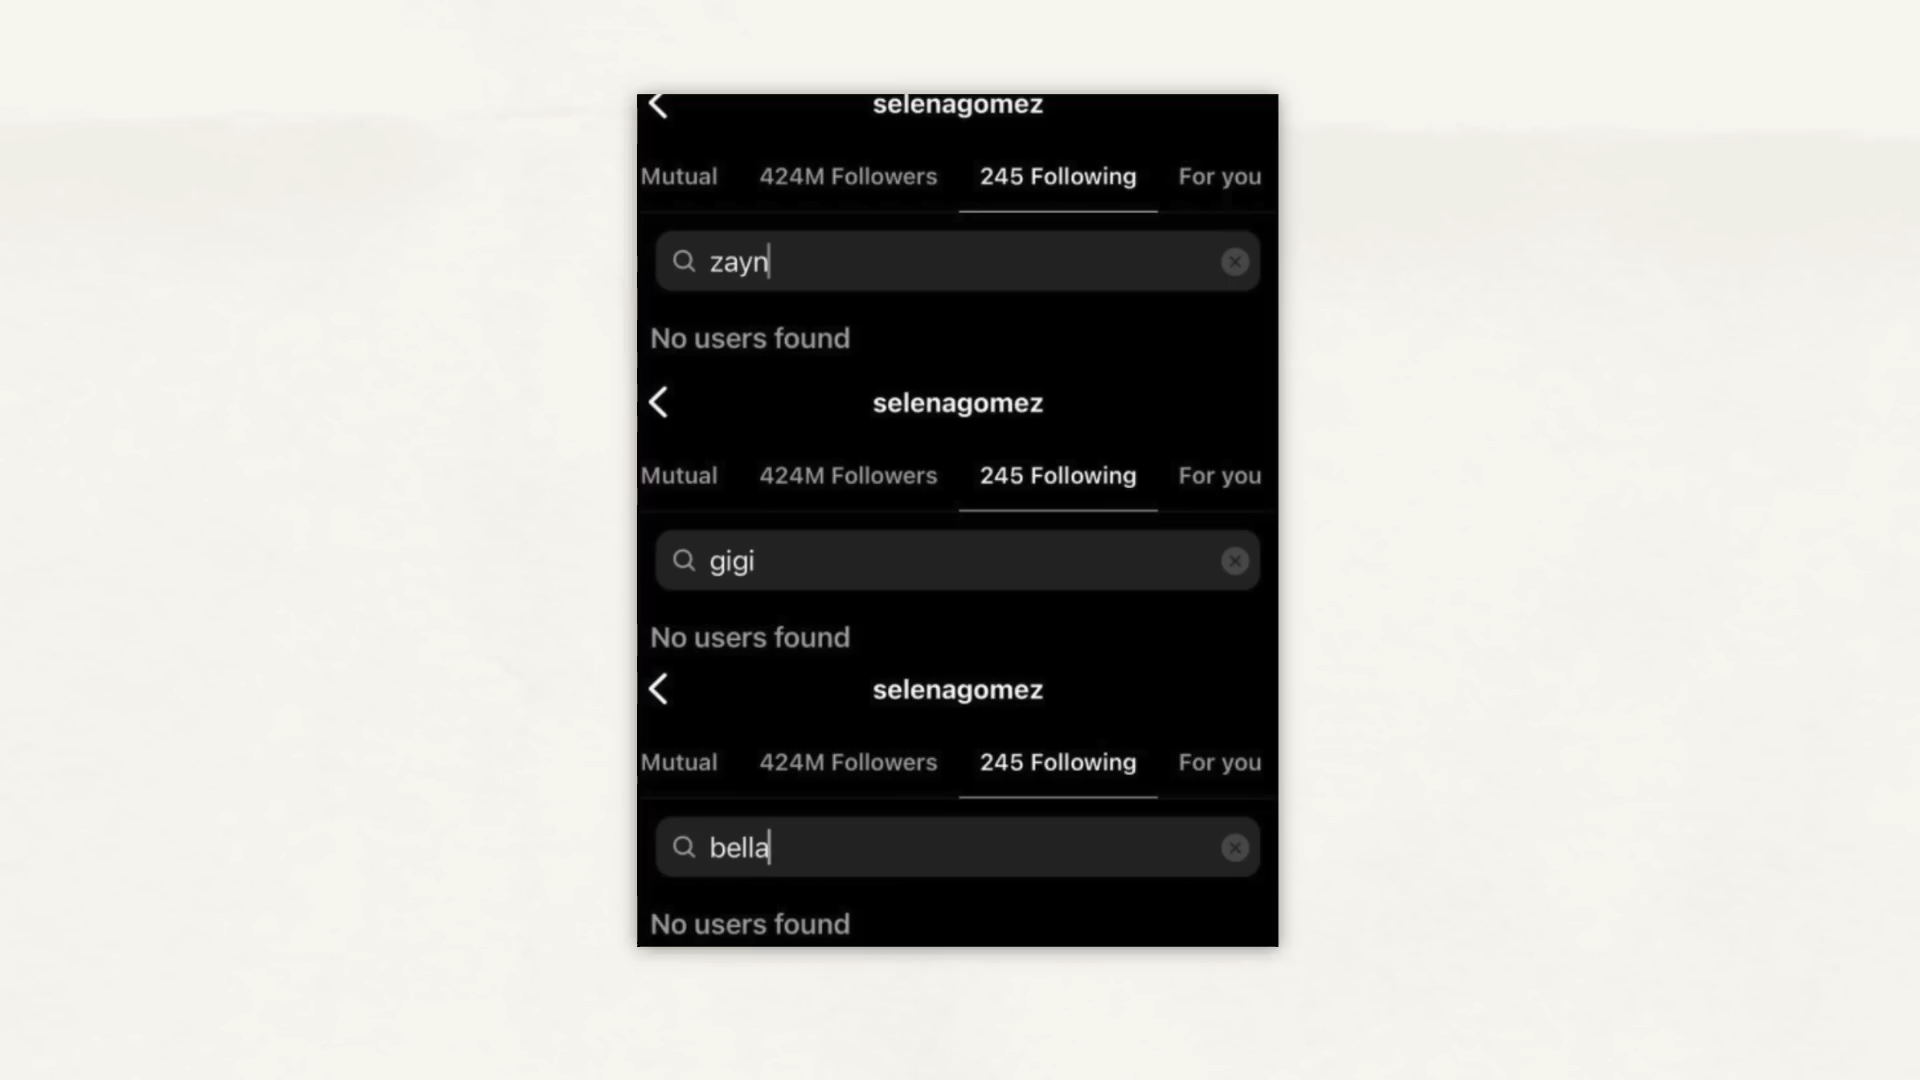 selenagomez
Mutual 424M Followers 245 Following For you
zayn
No users found
selenagomez
Mutual 424M Followers 245 Following For you
gigi
No users found
selenagomez
Mutual 424M Followers 245 Following For you
bella
No users found